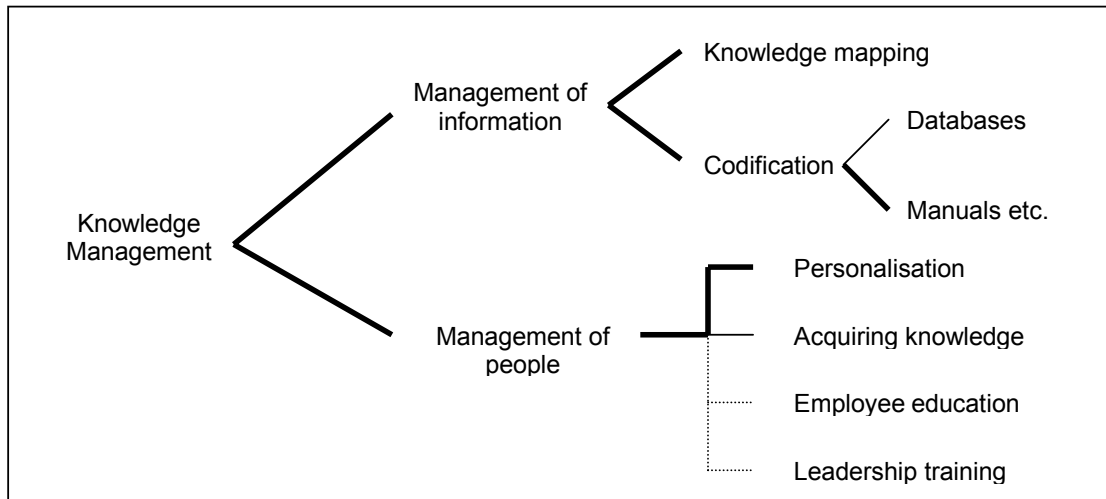 Knowledge
Management
Management of
information
Knowledge mapping
Codification
Databases
Manuals etc.
Management of
people
Personalisation
Acquiring knowledge
Employee education
Leadership training